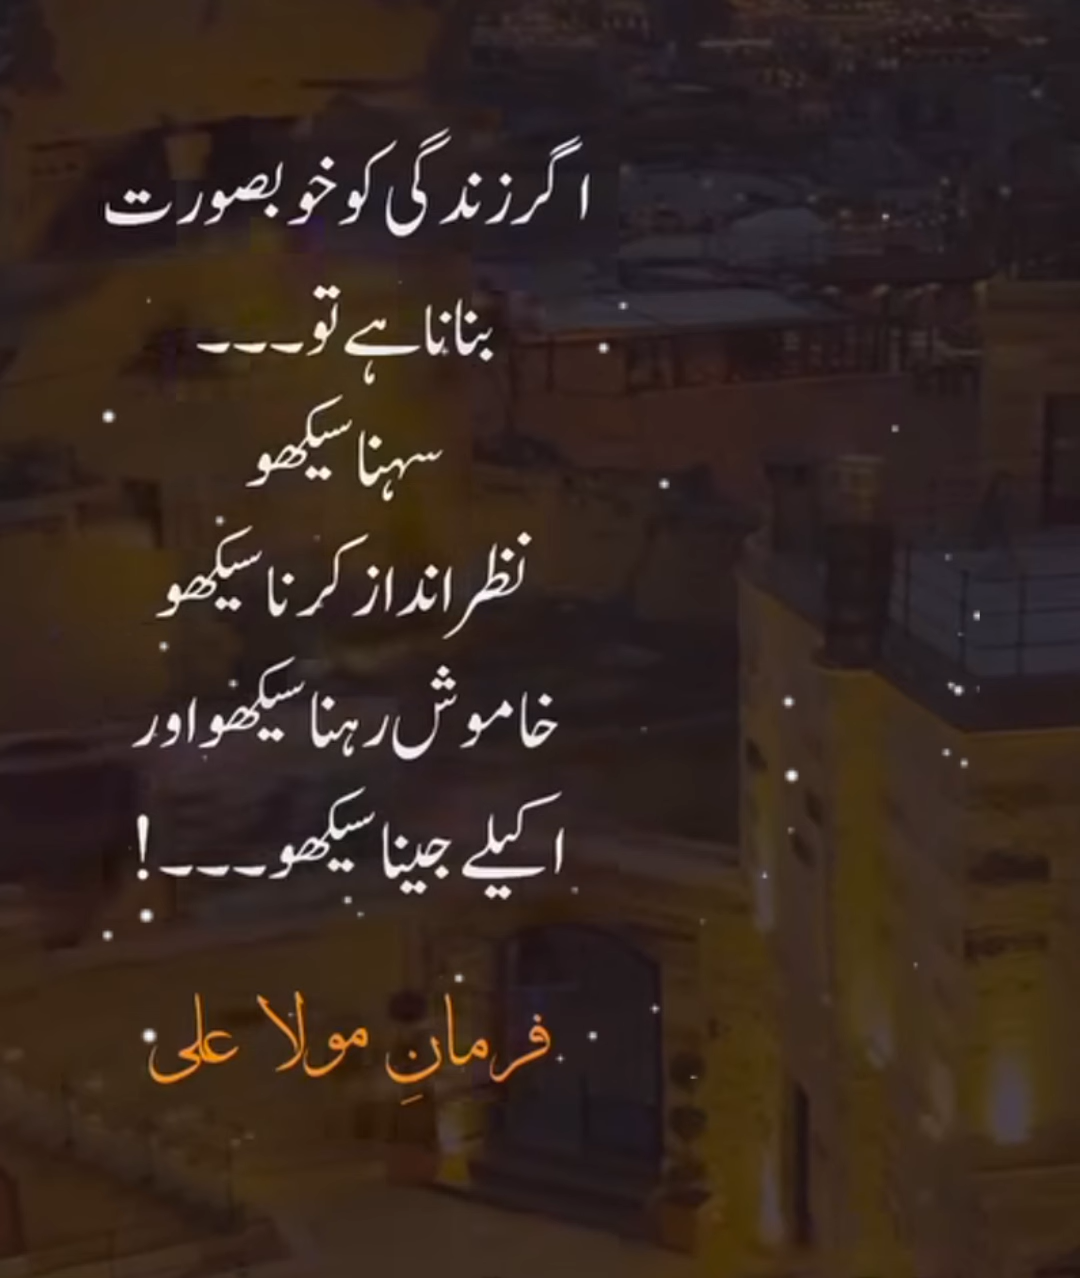 اگر زندگی کو خوبصورت
بنانا ہے تو۔۔۔
سہنا سیکھو
نظر انداز کرنا سیکھو
خاموش رہنا سیکھو اور
اکیلے جینا سیکھو۔۔۔!
فرمانِ مولا علی